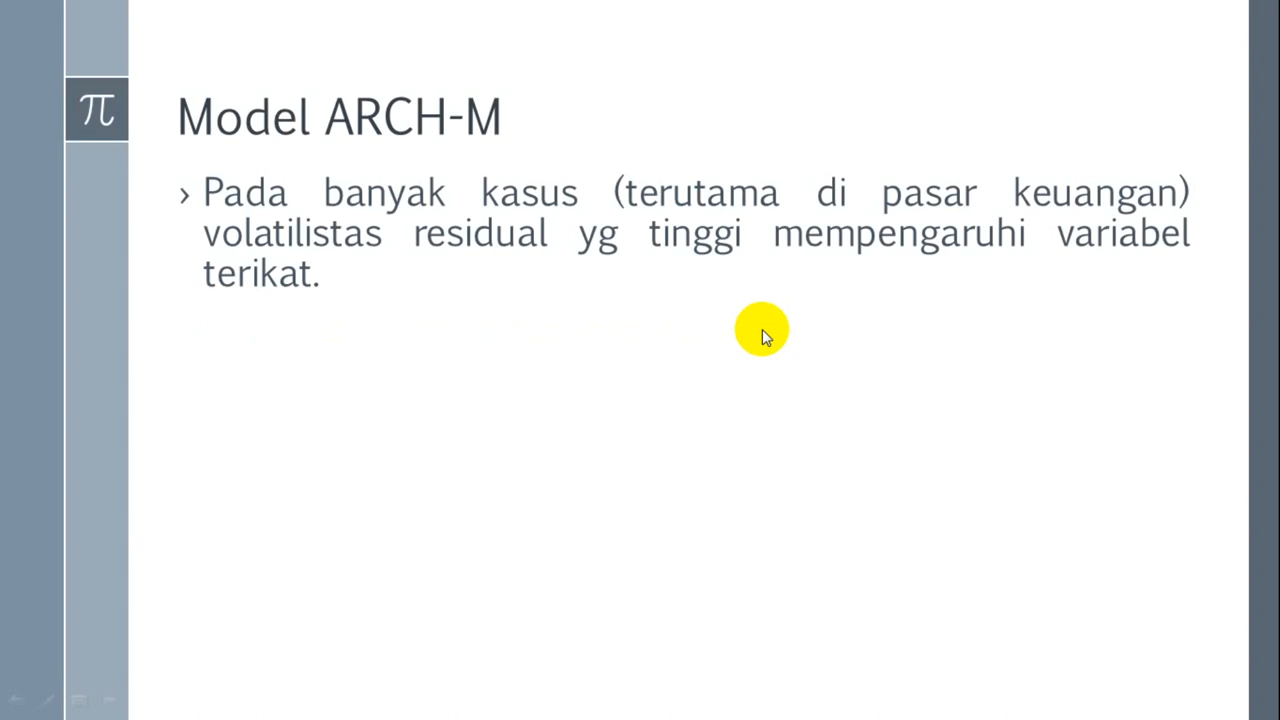 π
Model ARCH-M
› Pada banyak kasus (terutama di pasar keuangan)
volatilistas residual yg tinggi mempengaruhi variabel
terikat.